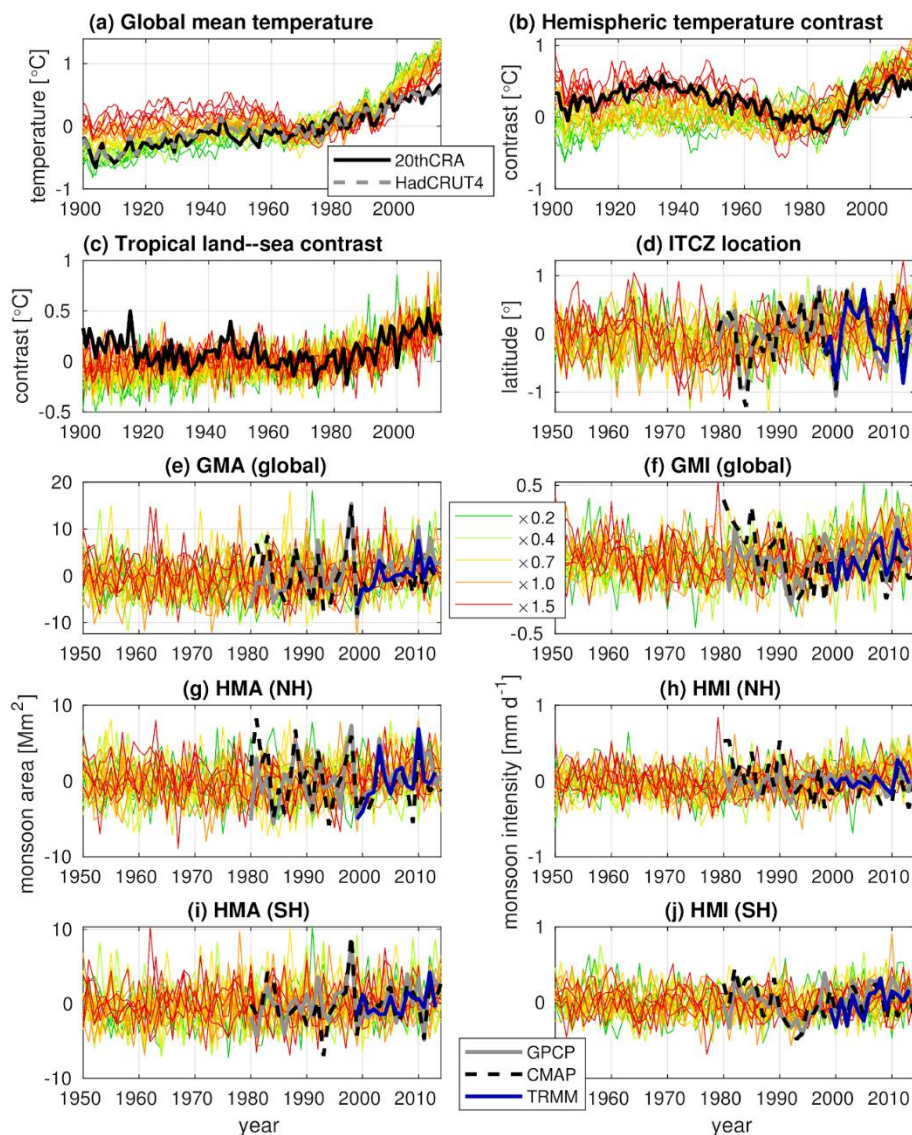 (a) Global mean temperature
temperature [°C]
1
0
-1
1900 1920 1940 1960 1980 2000
20thCRA
HadCRUT4
(b) Hemispheric temperature contrast
contrast [°C]
1
0
-1
1900 1920 1940 1960 1980 2000
(c) Tropical land--sea contrast
contrast [°C]
1
0.5
0
-0.5
1900 1920 1940 1960 1980 2000
(d) ITCZ location
latitude [°]
1
0
-1
1950 1960 1970 1980 1990 2000 2010
(e) GMA (global)
20
10
0
-10
1950 1960 1970 1980 1990 2000 2010
(f) GMI (global)
0.5
-0.5
×0.2
×0.4
×0.7
×1.0
×1.5
1950 1960 1970 1980 1990 2000 2010
(g) HMA (NH)
monsoon area [Mm²]
10
0
-10
1950 1960 1970 1980 1990 2000 2010
(h) HMI (NH)
monsoon intensity [mm d⁻¹]
1
0
-1
1950 1960 1970 1980 1990 2000 2010
(i) HMA (SH)
10
0
-10
1950 1960 1970 1980 1990 2000 2010
year
(j) HMI (SH)
1
0
-1
1950 1960 1970 1980 1990 2000 2010
year
GPCP
CMAP
TRMM